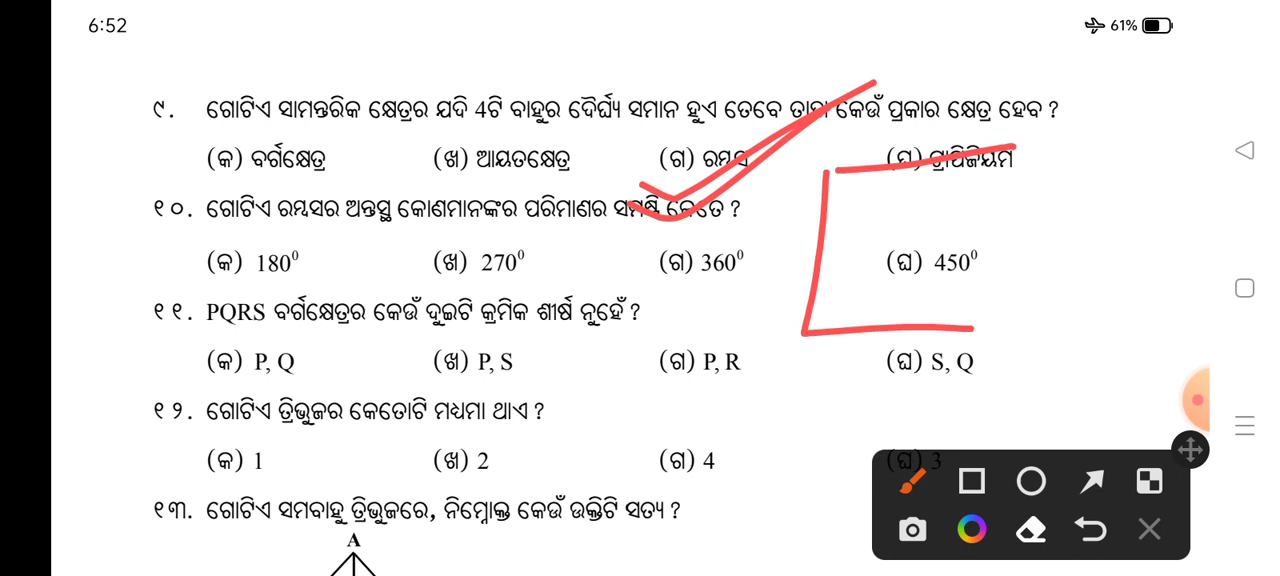 6:52
61%
୯. ଗୋଟିଏ ସାମନ୍ତରିକ କ୍ଷେତ୍ରର ଯଦି 4ଟି ବାହୁର ଦୈର୍ଘ୍ୟ ସମାନ ହୁଏ ତେବେ ତାହା କେଉଁ ପ୍ରକାର କ୍ଷେତ୍ର ହେବ ?
(କ) ବର୍ଗକ୍ଷେତ୍ର (ଖ) ଆୟତକ୍ଷେତ୍ର (ଗ) ରମ୍ବସ (ଘ) ଟ୍ରାପିଜିୟମ
୧୦. ଗୋଟିଏ ରମ୍ବସର ଅନ୍ତସ୍ଥ କୋଣମାନଙ୍କର ପରିମାଣର ସମଷ୍ଟି କେତେ ?
(କ) 180⁰ (ଖ) 270⁰ (ଗ) 360⁰ (ଘ) 450⁰
୧୧. PQRS ବର୍ଗକ୍ଷେତ୍ରର କେଉଁ ଦୁଇଟି କ୍ରମିକ ଶୀର୍ଷ ନୁହେଁ ?
(କ) P, Q (ଖ) P, S (ଗ) P, R (ଘ) S, Q
୧୨. ଗୋଟିଏ ତ୍ରିଭୁଜର କେତୋଟି ମଧ୍ୟମା ଥାଏ ?
(କ) 1 (ଖ) 2 (ଗ) 4 (ଘ) 3
୧୩. ଗୋଟିଏ ସମବାହୁ ତ୍ରିଭୁଜରେ, ନିମ୍ନୋକ୍ତ କେଉଁ ଉକ୍ତିଟି ସତ୍ୟ ?
A